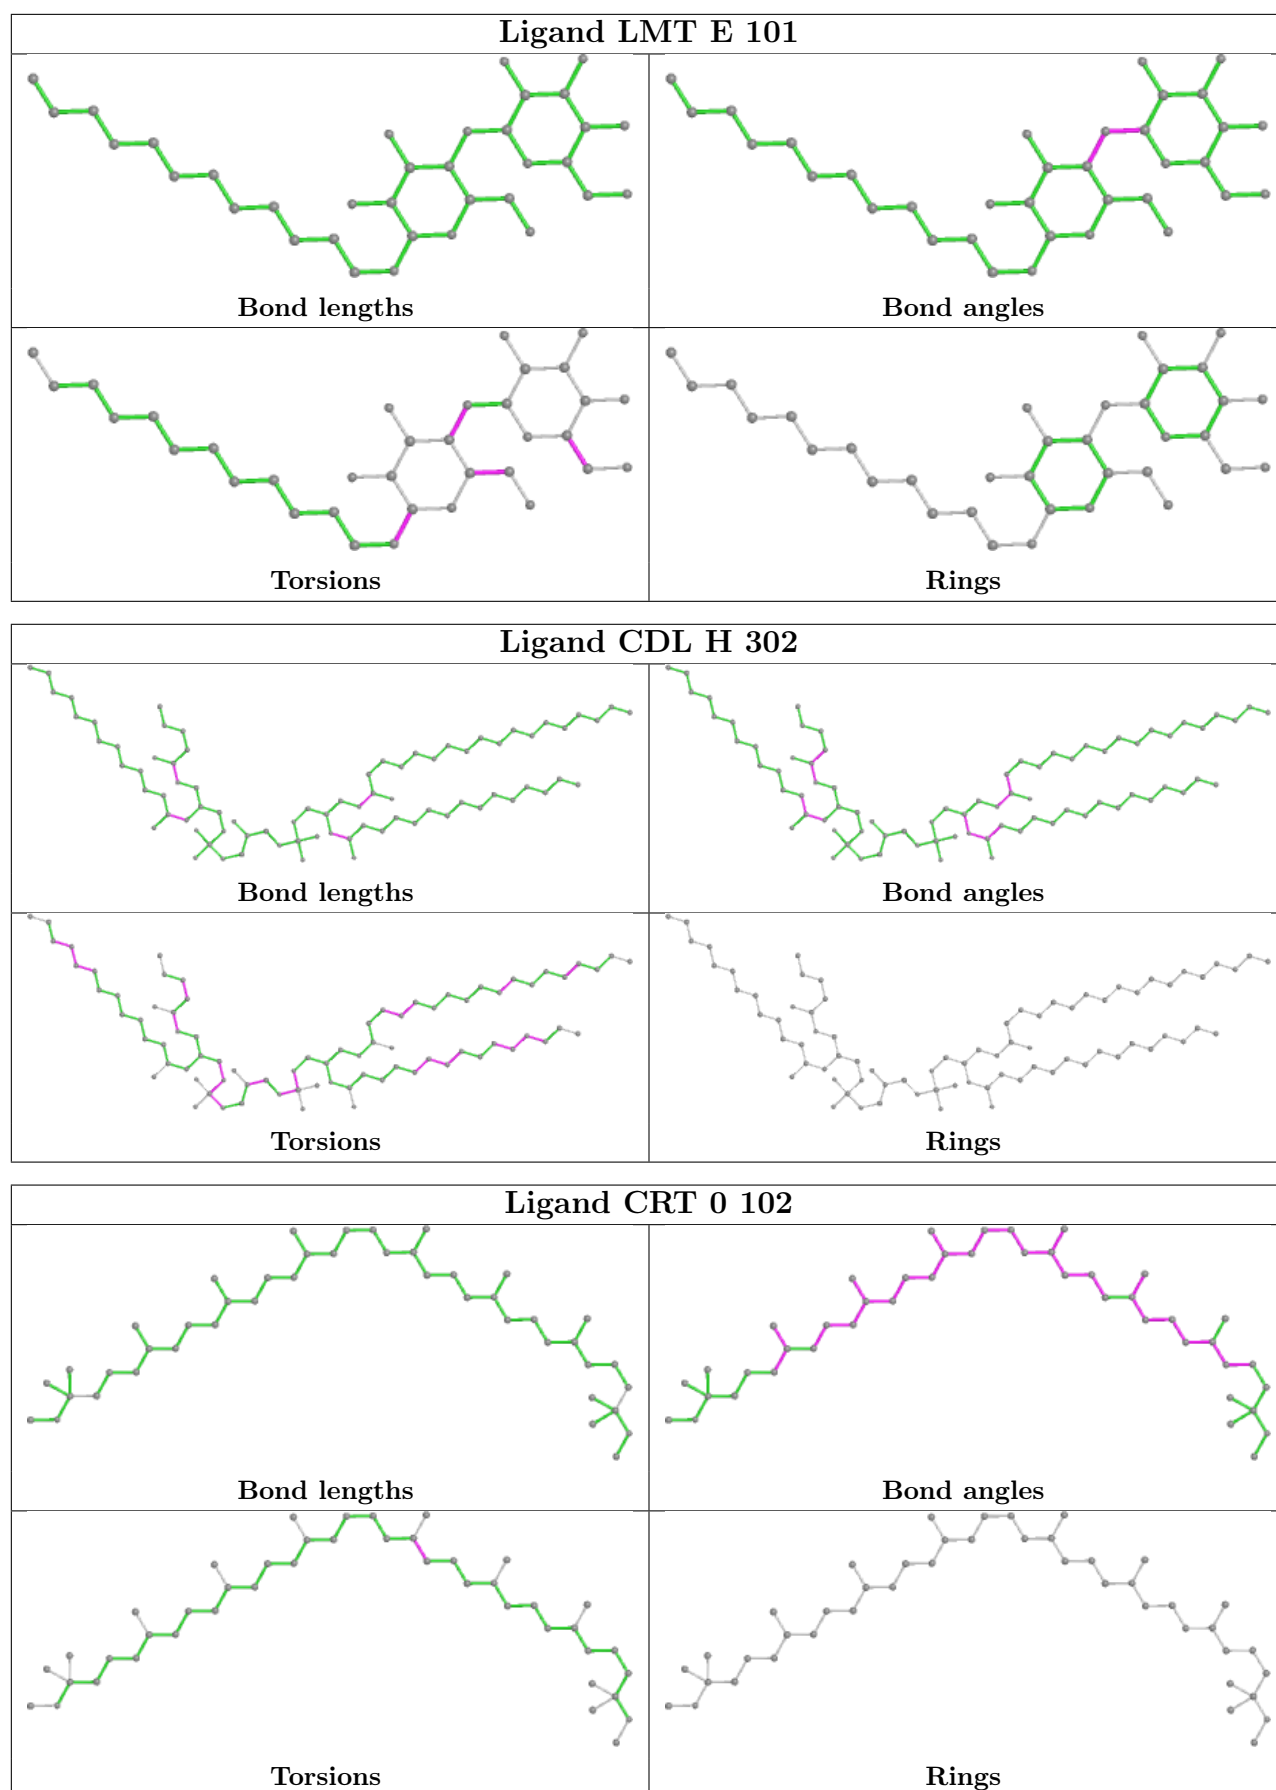 Ligand LMT E 101
Bond lengths
Bond angles
Torsions
Rings
Ligand CDL H 302
Bond lengths
Bond angles
Torsions
Rings
Ligand CRT 0 102
Bond lengths
Bond angles
Torsions
Rings